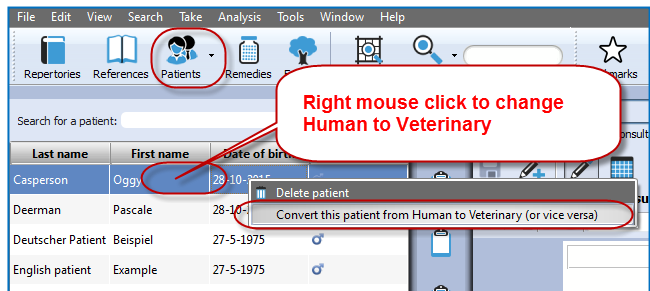 File Edit View Search Take Analysis Tools Window Help
Repertories References Patients Remedies
Search for a patient:
Right mouse click to change
Human to Veterinary
Last name First name Date of birt
Casperson Oggy 28-10-2015
Delete patient
Convert this patient from Human to Veterinary (or vice versa)
Deerman Pascale 28-10-
Deutscher Patient Beispiel 27-5-1975
English patient Example 27-5-1975